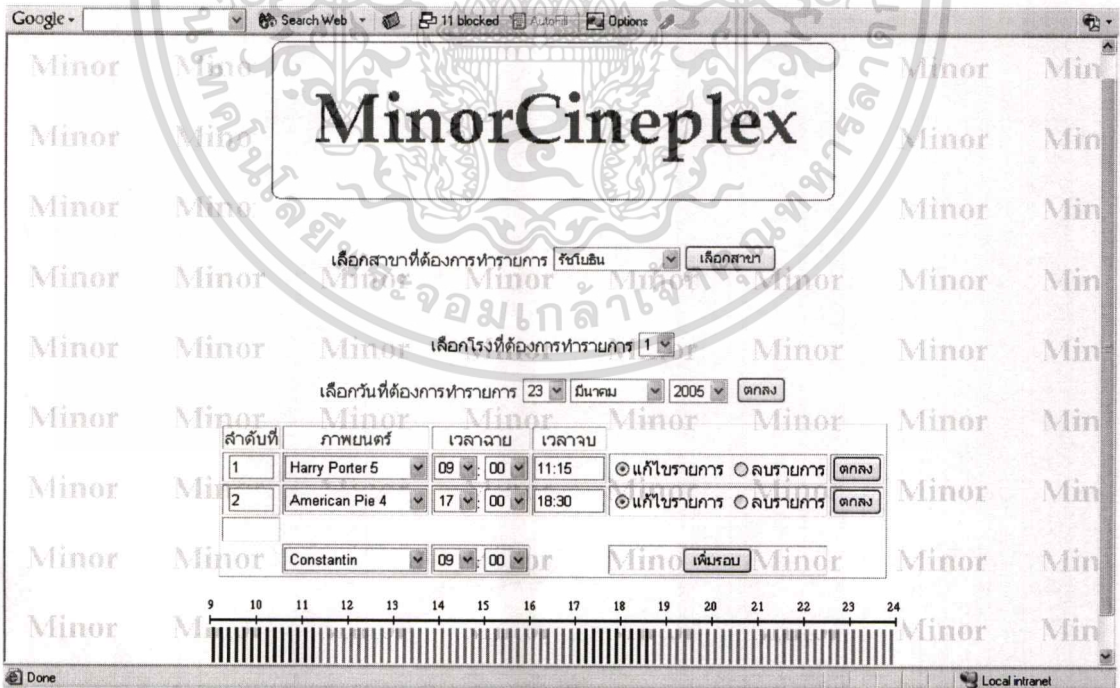 Google Search Web 11 blocked AutoFill Options
MinorCineplex
เลือกสาขาที่ต้องการทำรายการ รัชโยธิน เลือกสาขา
เลือกโรงที่ต้องการทำรายการ 1
เลือกวันที่ต้องการทำรายการ 23 มีนาคม 2005 ตกลง
ลำดับที่ ภาพยนตร์ เวลาฉาย เวลาจบ
1 Harry Porter 5 09 : 00 11:15 แก้ไขรายการ ลบรายการ ตกลง
2 American Pie 4 17 : 00 18:30 แก้ไขรายการ ลบรายการ ตกลง
Constantin 09 : 00 เพิ่มรอบ
9 10 11 12 13 14 15 16 17 18 19 20 21 22 23 24
Done Local intranet